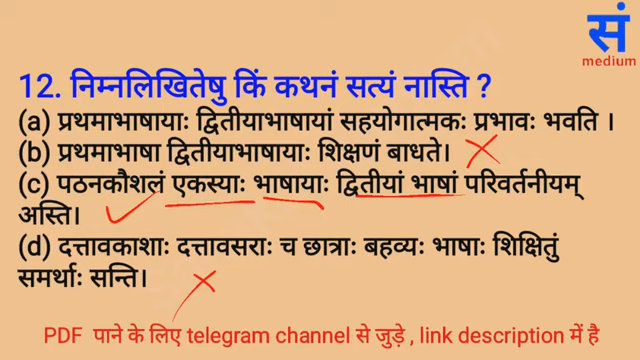 सं
medium
12. निम्नलिखितेषु किं कथनं सत्यं नास्ति ?
(a) प्रथमाभाषायाः द्वितीयाभाषायां सहयोगात्मकः प्रभावः भवति ।
(b) प्रथमाभाषा द्वितीयाभाषायाः शिक्षणं बाधते।
(c) पठनकौशलं एकस्याः भाषायाः द्वितीयां भाषां परिवर्तनीयम्
अस्ति।
(d) दत्तावकाशाः दत्तावसराः च छात्राः बहव्यः भाषाः शिक्षितुं
समर्थाः सन्ति।
PDF पाने के लिए telegram channel से जुड़े , link description में है